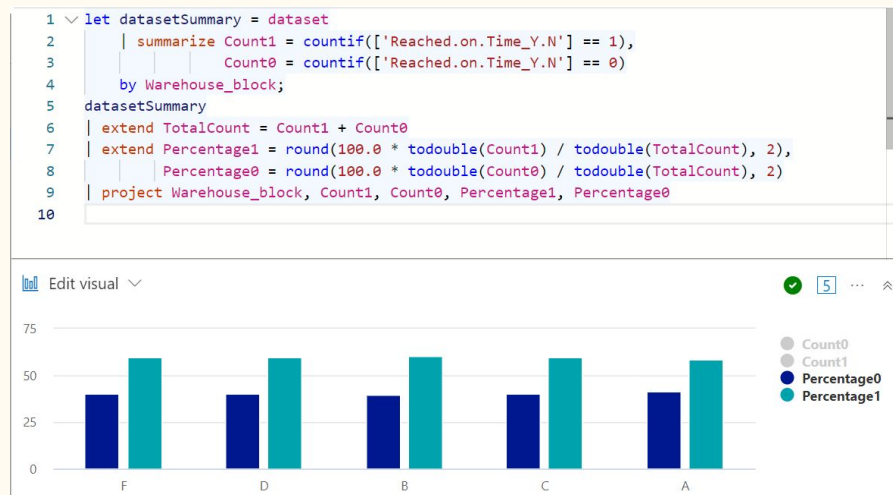 1 let datasetSummary = dataset
2 | summarize Count1 = countif(['Reached.on.Time_Y.N'] == 1),
3 Count0 = countif(['Reached.on.Time_Y.N'] == 0)
4 by Warehouse_block;
5 datasetSummary
6 | extend TotalCount = Count1 + Count0
7 | extend Percentage1 = round(100.0 * todouble(Count1) / todouble(TotalCount), 2),
8 Percentage0 = round(100.0 * todouble(Count0) / todouble(TotalCount), 2)
9 | project Warehouse_block, Count1, Count0, Percentage1, Percentage0
10
Edit visual
5 ...
75
50
25
0
F D B C A
Count0
Count1
Percentage0
Percentage1